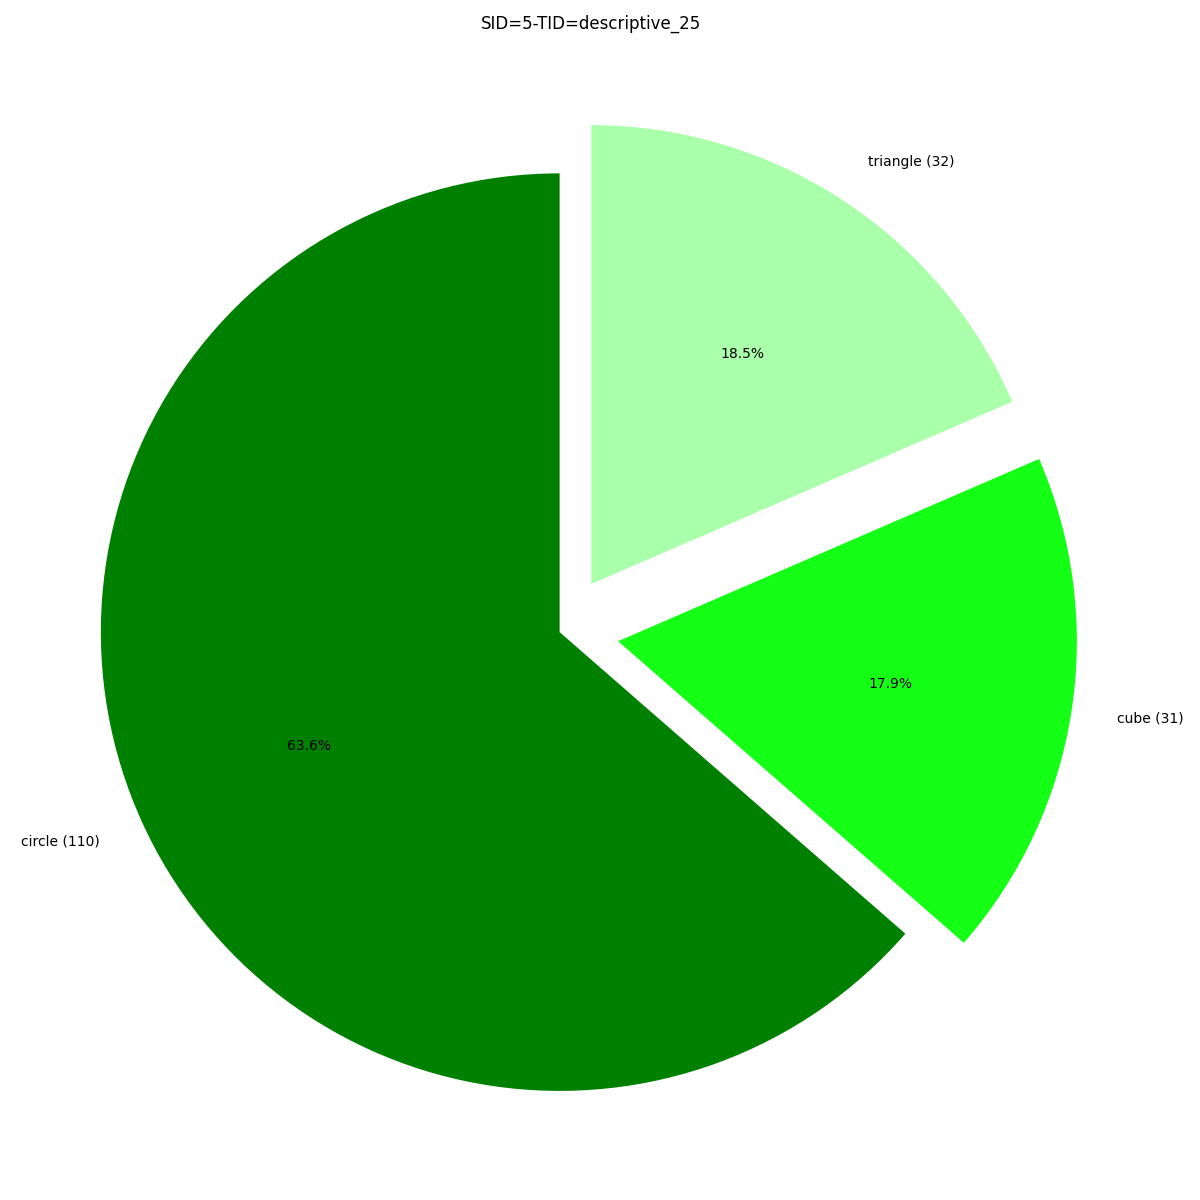 SID=5-TID=descriptive_25
triangle (32)
18.5%
17.9%
cube (31)
63.6%
circle (110)